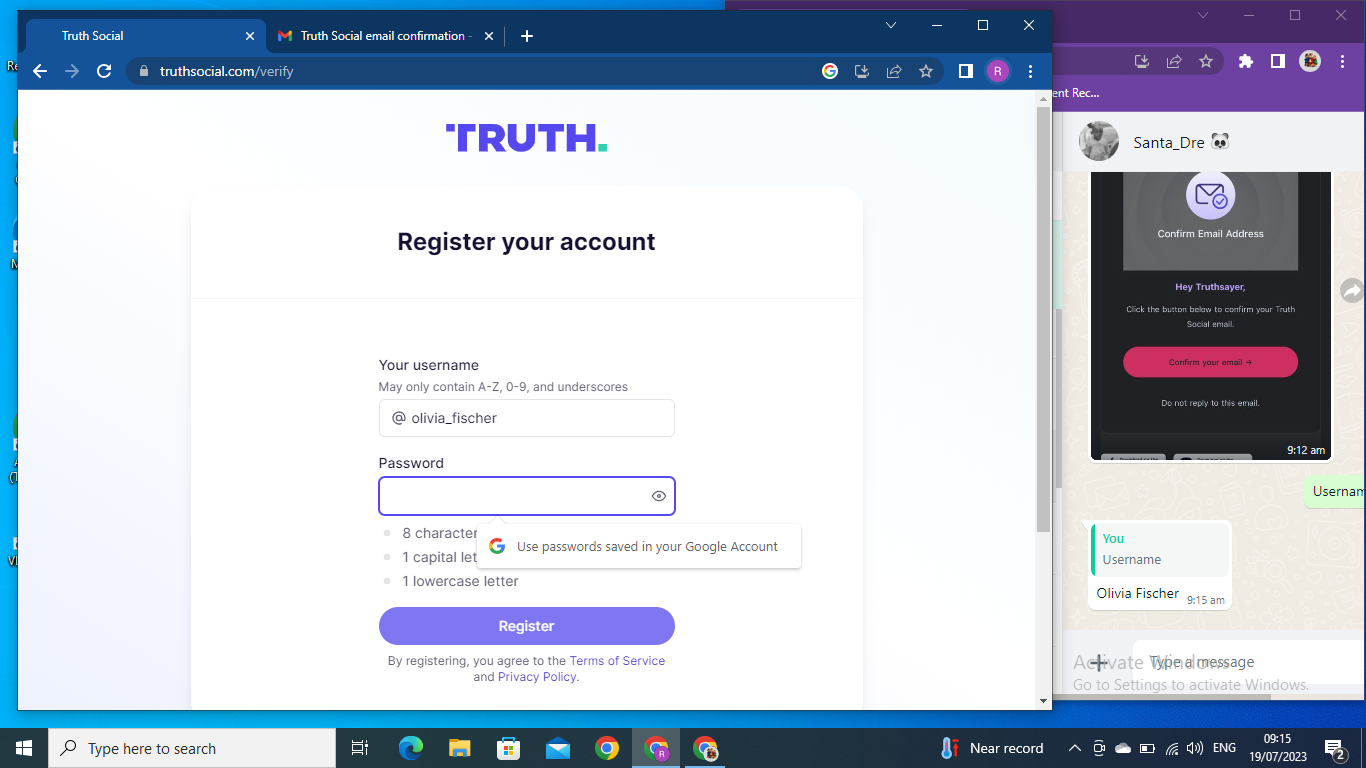 Truth Social
Truth Social email confirmation -
truthsocial.com/verify
R
ent Rec...
TRUTH.
Register your account
Your username
May only contain A-Z, 0-9, and underscores
@ olivia_fischer
Password
8 character
1 capital let
1 lowercase letter
Use passwords saved in your Google Account
Register
By registering, you agree to the Terms of Service
and Privacy Policy.
Santa_Dre
Confirm Email Address
Hey Truthsayer,
Click the button below to confirm your Truth
Social email.
Confirm your email →
Do not reply to this email.
9:12 am
Usernam
You
Username
Olivia Fischer
9:15 am
Type a message
Activate Windows
Go to Settings to activate Windows.
Type here to search
Near record
ENG
09:15
19/07/2023
2